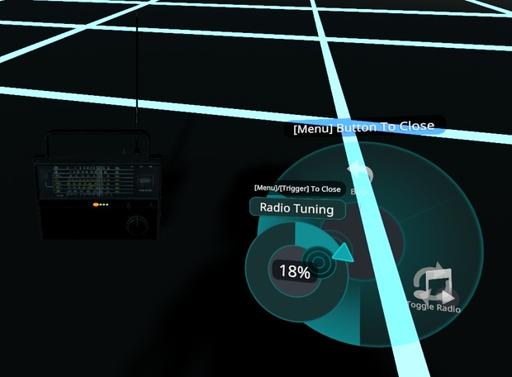 [Menu] Button To Close
[Menu]/[Trigger] To Close
Radio Tuning
18%
Toggle Radio